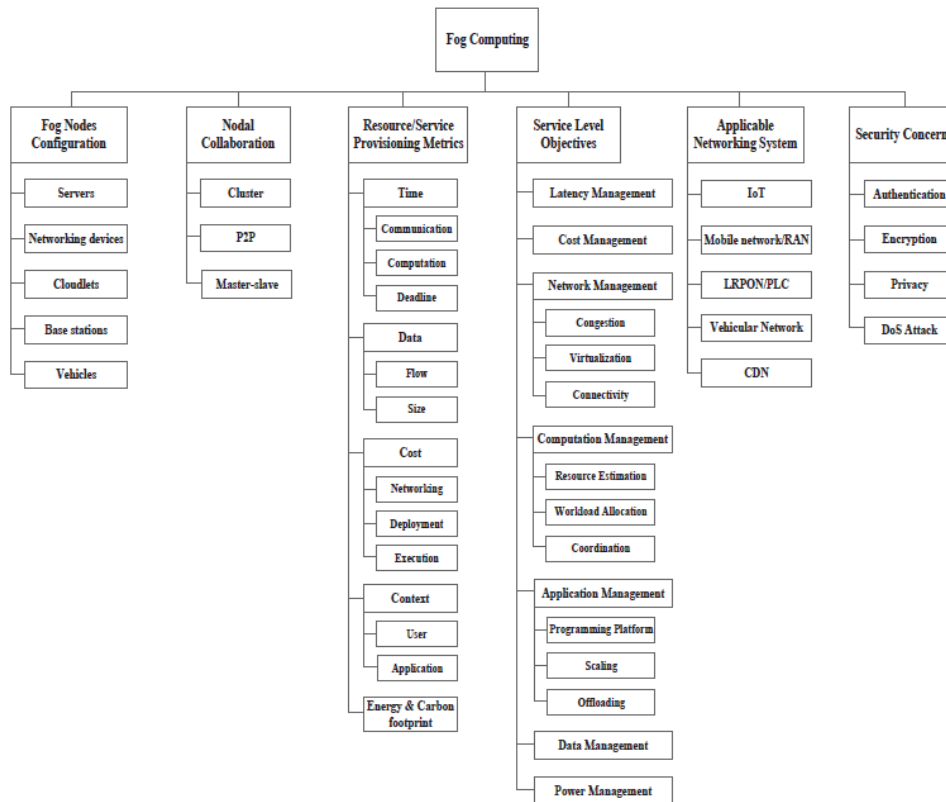 Fog Computing
Fog Nodes
Configuration
Servers
Networking devices
Cloudlets
Base stations
Vehicles
Nodal
Collaboration
Cluster
P2P
Master-slave
Resource/Service
Provisioning Metrics
Time
Communication
Computation
Deadline
Data
Flow
Size
Cost
Networking
Deployment
Execution
Context
User
Application
Energy & Carbon
footprint
Service Level
Objectives
Latency Management
Cost Management
Network Management
Congestion
Virtualization
Connectivity
Computation Management
Resource Estimation
Workload Allocation
Coordination
Application Management
Programming Platform
Scaling
Offloading
Data Management
Power Management
Applicable
Networking System
IoT
Mobile network/RAN
LRPON/PLC
Vehicular Network
CDN
Security Concern
Authentication
Encryption
Privacy
DoS Attack